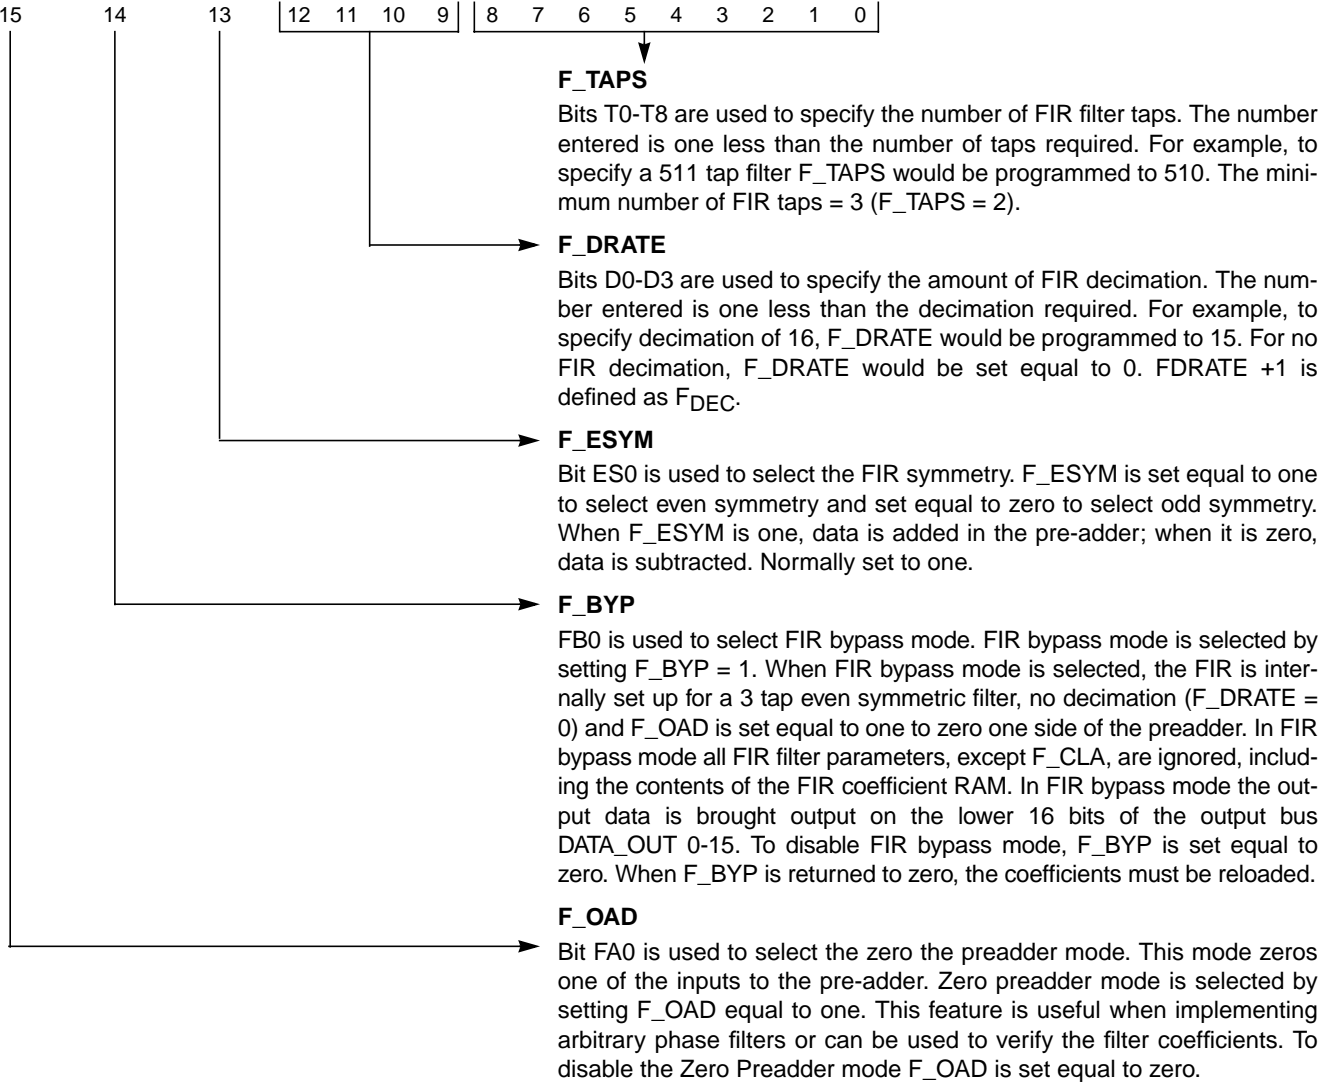 15 14 13 12 11 10 9 8 7 6 5 4 3 2 1 0
F_TAPS
Bits T0-T8 are used to specify the number of FIR filter taps. The number
entered is one less than the number of taps required. For example, to
specify a 511 tap filter F_TAPS would be programmed to 510. The mini-
mum number of FIR taps = 3 (F_TAPS = 2).
F_DRATE
Bits D0-D3 are used to specify the amount of FIR decimation. The num-
ber entered is one less than the decimation required. For example, to
specify decimation of 16, F_DRATE would be programmed to 15. For no
FIR decimation, F_DRATE would be set equal to 0. FDRATE +1 is
defined as FDEC.
F_ESYM
Bit ES0 is used to select the FIR symmetry. F_ESYM is set equal to one
to select even symmetry and set equal to zero to select odd symmetry.
When F_ESYM is one, data is added in the pre-adder; when it is zero,
data is subtracted. Normally set to one.
F_BYP
FB0 is used to select FIR bypass mode. FIR bypass mode is selected by
setting F_BYP = 1. When FIR bypass mode is selected, the FIR is inter-
nally set up for a 3 tap even symmetric filter, no decimation (F_DRATE =
0) and F_OAD is set equal to one to zero one side of the preadder. In FIR
bypass mode all FIR filter parameters, except F_CLA, are ignored, includ-
ing the contents of the FIR coefficient RAM. In FIR bypass mode the out-
put data is brought output on the lower 16 bits of the output bus
DATA_OUT 0-15. To disable FIR bypass mode, F_BYP is set equal to
zero. When F_BYP is returned to zero, the coefficients must be reloaded.
F_OAD
Bit FA0 is used to select the zero the preadder mode. This mode zeros
one of the inputs to the pre-adder. Zero preadder mode is selected by
setting F_OAD equal to one. This feature is useful when implementing
arbitrary phase filters or can be used to verify the filter coefficients. To
disable the Zero Preadder mode F_OAD is set equal to zero.